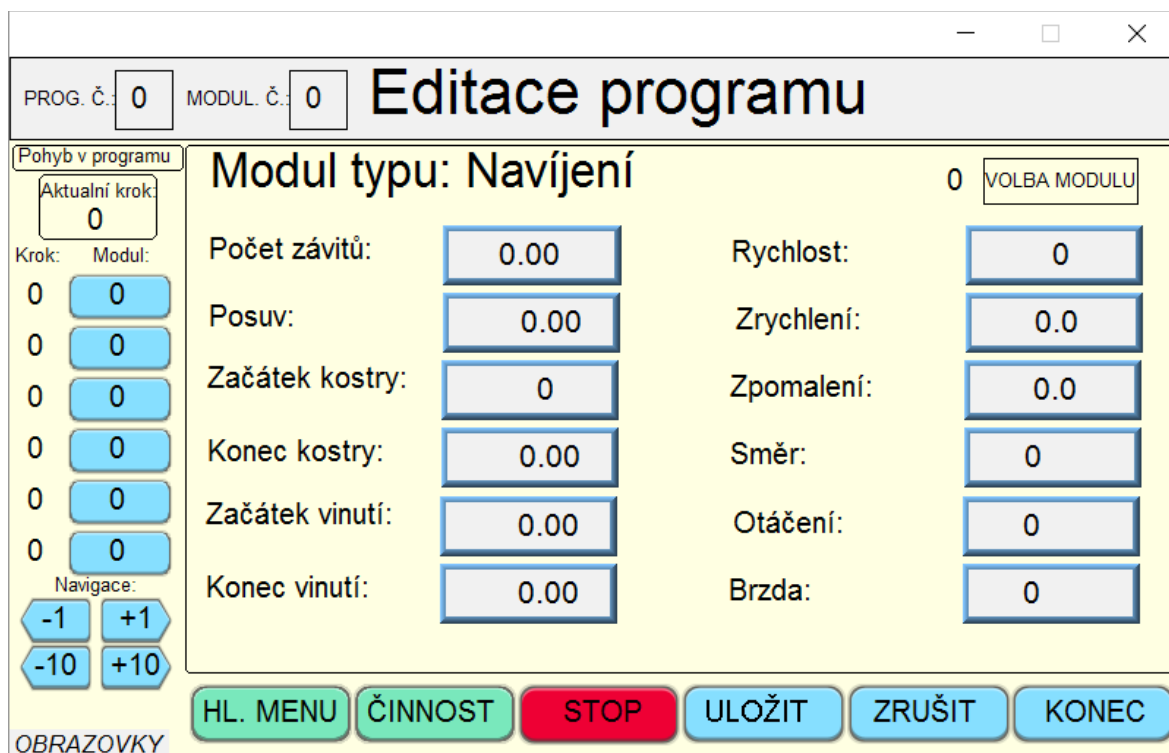 PROG. Č.: 0 MODUL. Č.: 0 Editace programu
Pohyb v programu
Aktualní krok:
0
Krok: Modul:
0 0
0 0
0 0
0 0
0 0
0 0
Navigace:
-1 +1
-10 +10
OBRAZOVKY
Modul typu: Navíjení 0 VOLBA MODULU
Počet závitů: 0.00 Rychlost: 0
Posuv: 0.00 Zrychlení: 0.0
Začátek kostry: 0 Zpomalení: 0.0
Konec kostry: 0.00 Směr: 0
Začátek vinutí: 0.00 Otáčení: 0
Konec vinutí: 0.00 Brzda: 0
HL. MENU ČINNOST STOP ULOŽIT ZRUŠIT KONEC